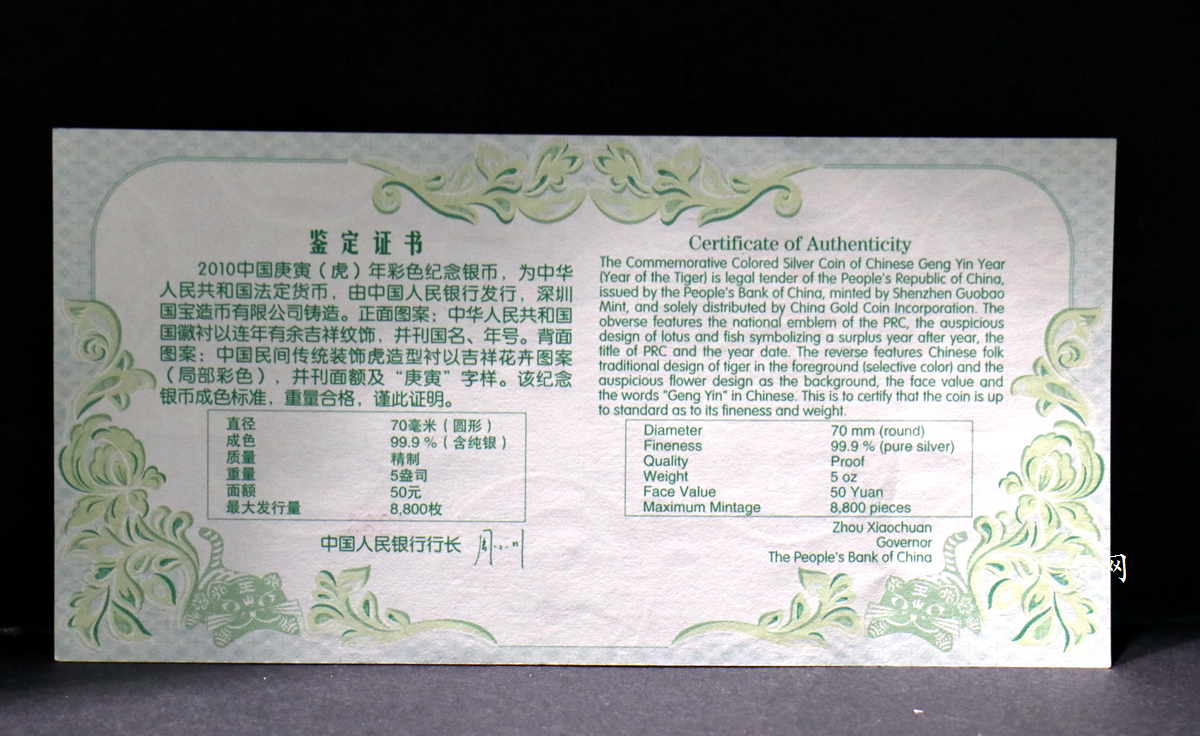 鉴定证书
2010中国庚寅（虎）年彩色纪念银币，为中华
人民共和国法定货币，由中国人民银行发行，深圳
国宝造币有限公司铸造。正面图案：中华人民共和国
国徽衬以连年有余吉祥纹饰，并刊国名、年号。背面
图案：中国民间传统装饰虎造型衬以吉祥花卉图案
（局部彩色），并刊面额及“庚寅”字样。该纪念
银币成色标准，重量合格，谨此证明。
直径 70毫米（圆形）
成色 99.9％（含纯银）
质量 精制
重量 5盎司
面额 50元
最大发行量 8,800枚
中国人民银行行长
Certificate of Authenticity
The Commemorative Colored Silver Coin of Chinese Geng Yin Year
(Year of the Tiger) is legal tender of the People's Republic of China,
issued by the People's Bank of China, minted by Shenzhen Guobao
Mint, and solely distributed by China Gold Coin Incorporation. The
obverse features the national emblem of the PRC, the auspicious
design of lotus and fish symbolizing a surplus year after year, the
title of PRC and the year date. The reverse features Chinese folk
traditional design of tiger in the foreground (selective color) and the
auspicious flower design as the background, the face value and
the words "Geng Yin" in Chinese. This is to certify that the coin is up
to standard as to its fineness and weight.
Diameter 70 mm (round)
Fineness 99.9 % (pure silver)
Quality Proof
Weight 5 oz
Face Value 50 Yuan
Maximum Mintage 8,800 pieces
Zhou Xiaochuan
Governor
The People's Bank of China
王
王
网